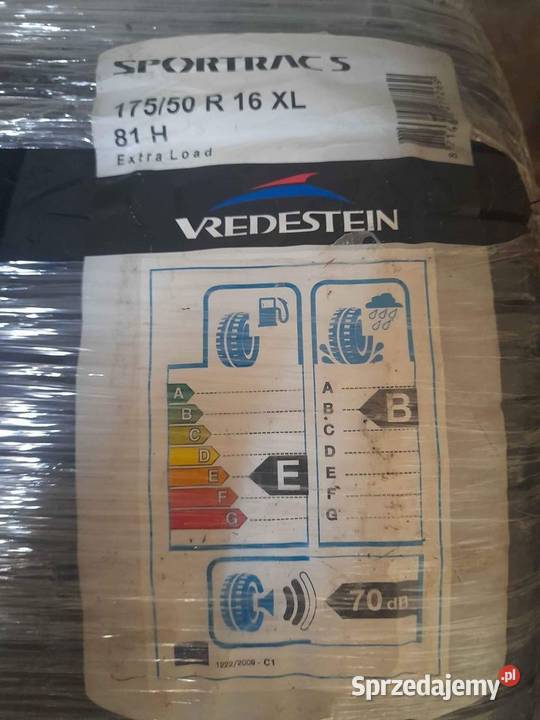 SPORTRAC 5
175/50 R 16 XL
81 H
Extra Load
VREDESTEIN
A
B
C
D
E
F
G
E
A
B
C
D
E
F
G
B
70 dB
1222/2009 - C1
Sprzedajemy.pl